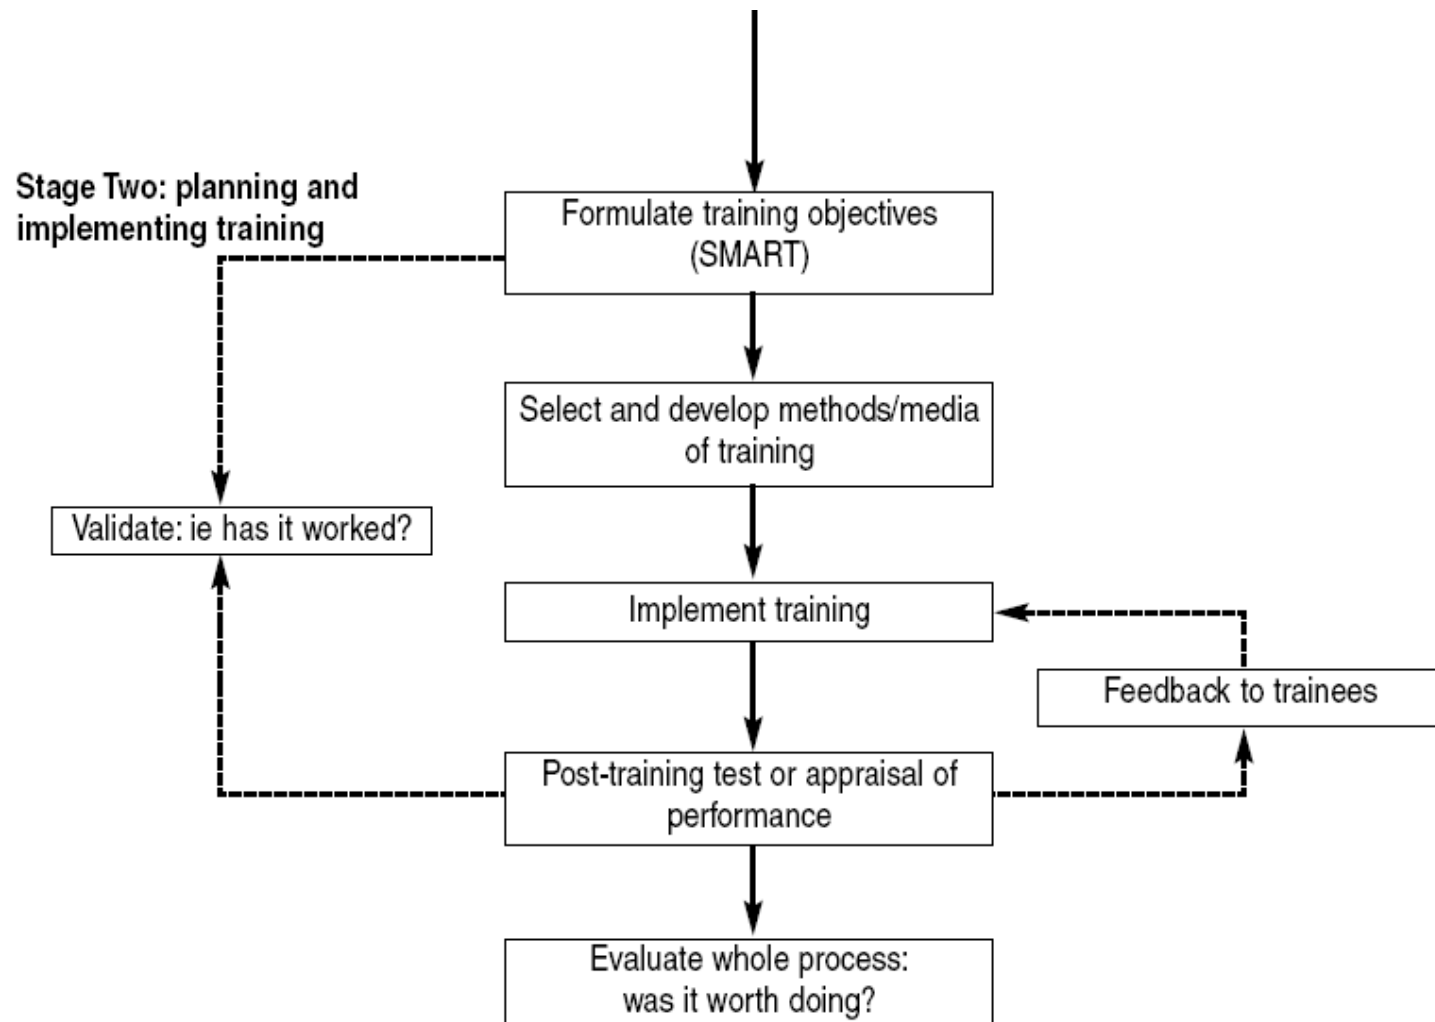 Stage Two: planning and
implementing training
Formulate training objectives
(SMART)
Select and develop methods/media
of training
Validate: ie has it worked?
Implement training
Feedback to trainees
Post-training test or appraisal of
performance
Evaluate whole process:
was it worth doing?